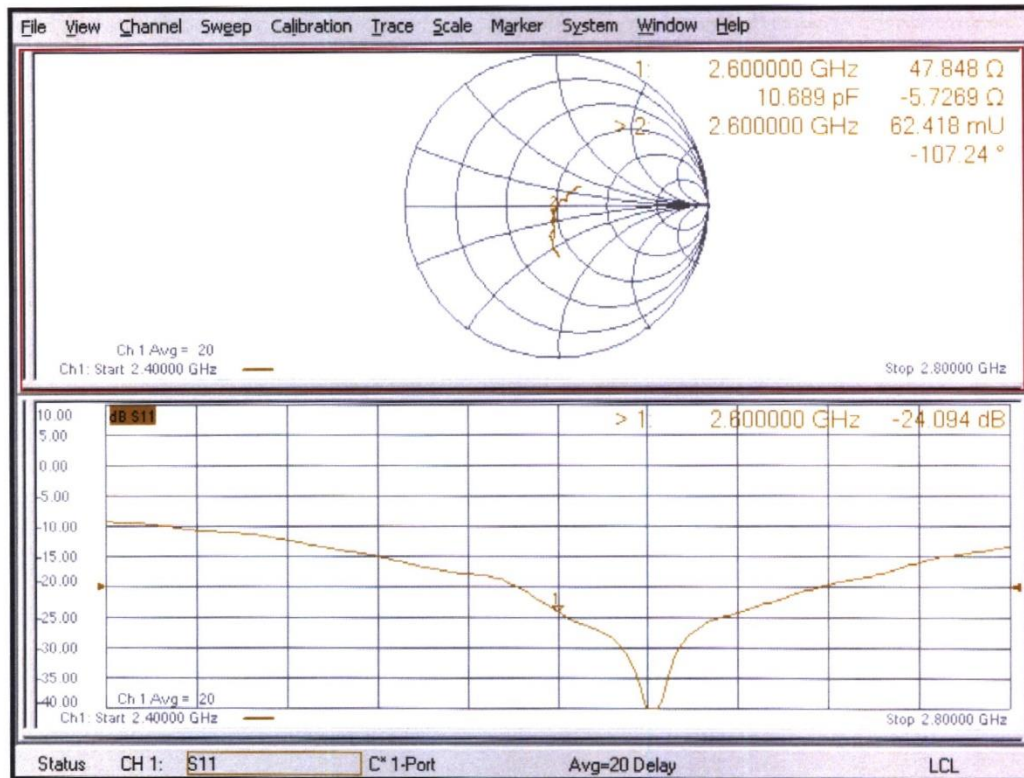 File View Channel Sweep Calibration Trace Scale Marker System Window Help
1: 2.600000 GHz 47.848 Ω
10.689 pF -5.7269 Ω
> 2: 2.600000 GHz 62.418 mU
-107.24 °
2
Ch 1 Avg = 20
Ch1: Start 2.40000 GHz Stop 2.80000 GHz
10.00 dB S11 > 1: 2.600000 GHz -24.094 dB
5.00
0.00
-5.00
-10.00
-15.00
-20.00
1
-25.00
-30.00
-35.00
-40.00
Ch 1 Avg = 20
Ch1: Start 2.40000 GHz Stop 2.80000 GHz
Status CH 1: S11 C* 1-Port Avg=20 Delay LCL